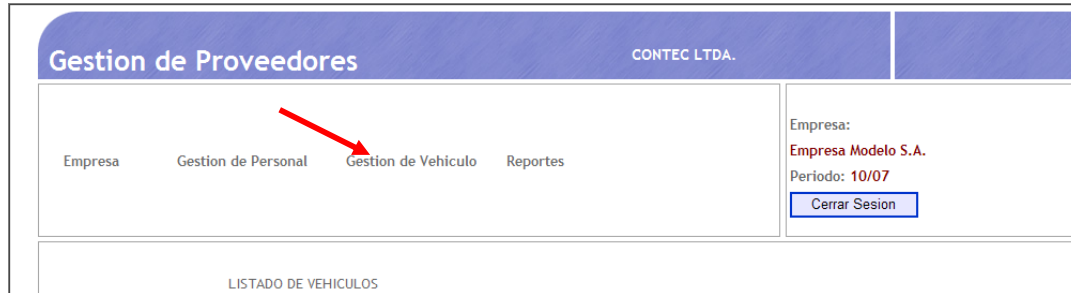 Gestion de Proveedores
CONTEC LTDA.
Empresa
Gestion de Personal
Gestion de Vehiculo
Reportes
Empresa:
Empresa Modelo S.A.
Periodo: 10/07
Cerrar Sesion
LISTADO DE VEHICULOS